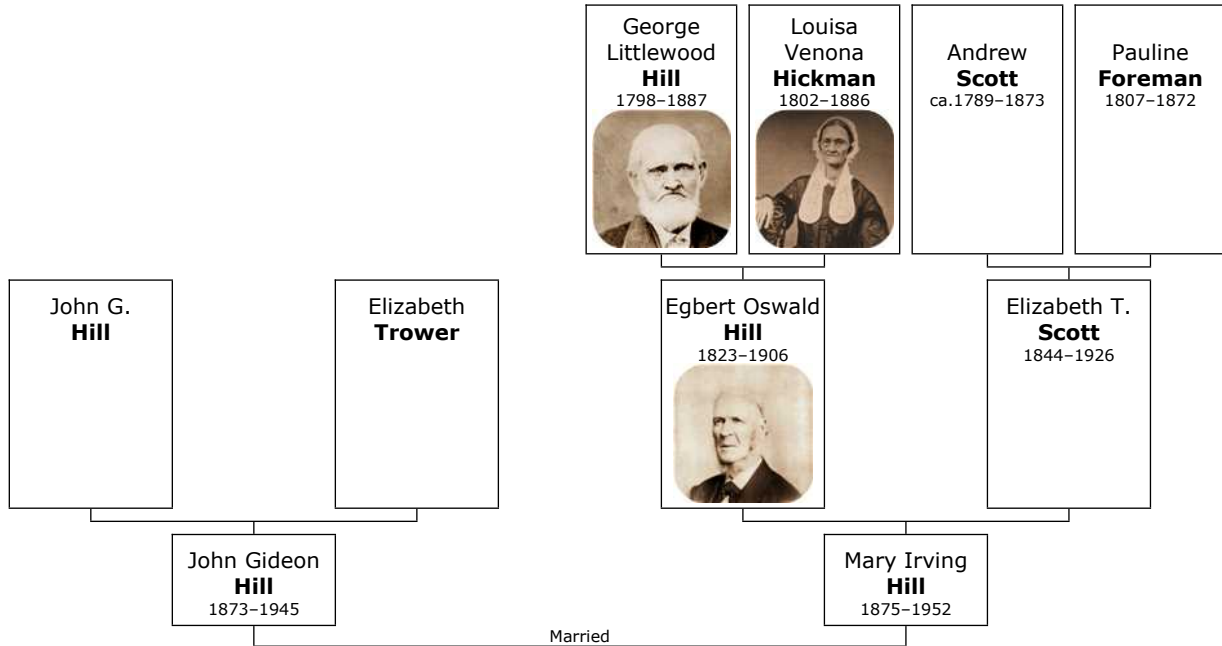 George
Littlewood
Hill
1798–1887
Louisa
Venona
Hickman
1802–1886
Andrew
Scott
ca.1789–1873
Pauline
Foreman
1807–1872
John G.
Hill
Elizabeth
Trower
Egbert Oswald
Hill
1823–1906
Elizabeth T.
Scott
1844–1926
John Gideon
Hill
1873–1945
Mary Irving
Hill
1875–1952
Married